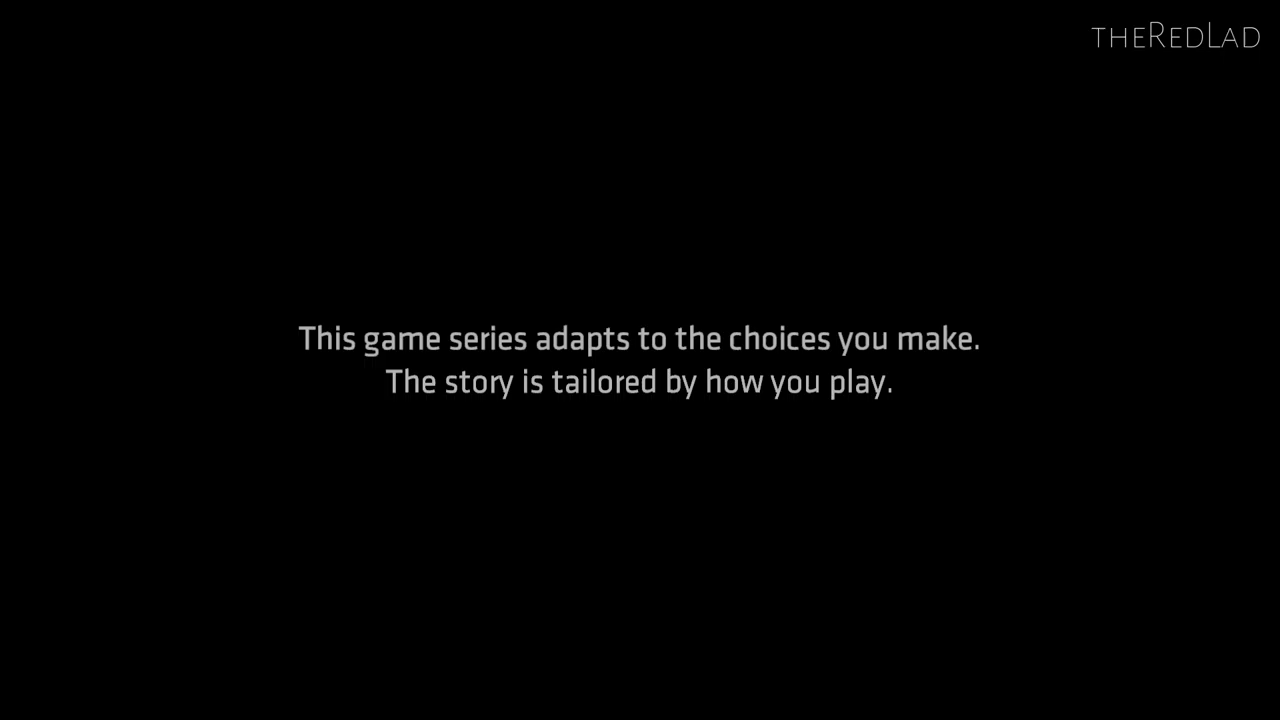 THEREDLAD
This game series adapts to the choices you make.
The story is tailored by how you play.